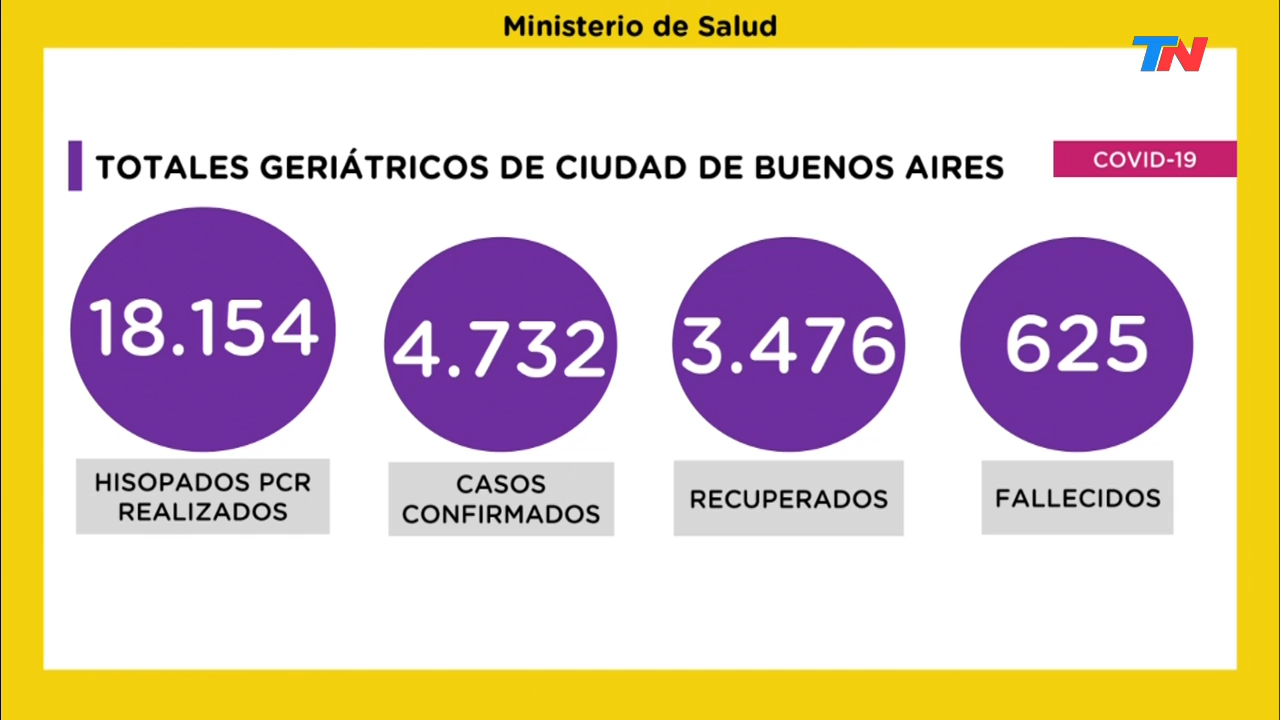 Ministerio de Salud
TN
TOTALES GERIÁTRICOS DE CIUDAD DE BUENOS AIRES
COVID-19
18.154
4.732
3.476
625
HISOPADOS PCR
REALIZADOS
CASOS
CONFIRMADOS
RECUPERADOS
FALLECIDOS